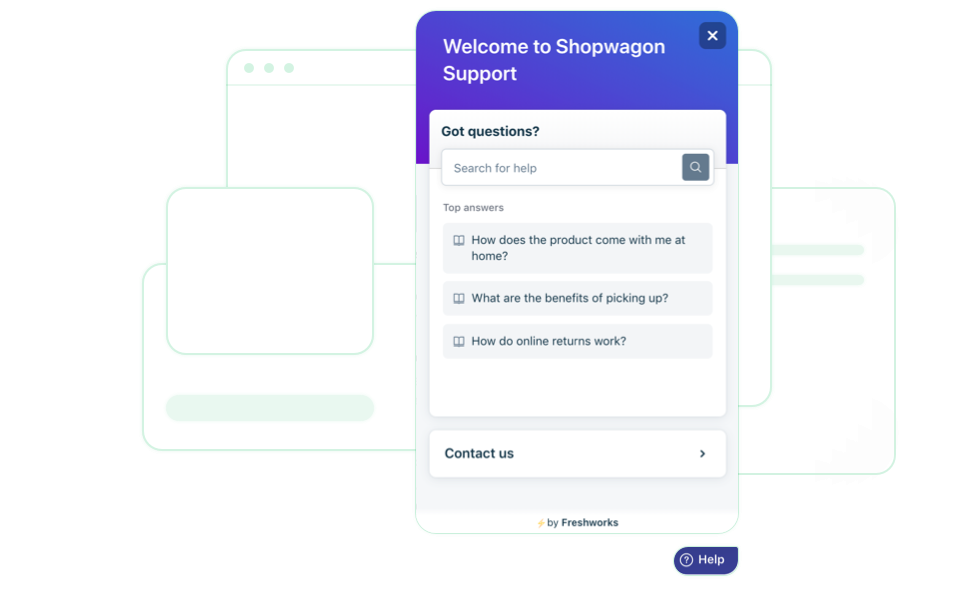 Welcome to Shopwagon
Support
Got questions?
Search for help
Top answers
How does the product come with me at
home?
What are the benefits of picking up?
How do online returns work?
Contact us
by Freshworks
Help